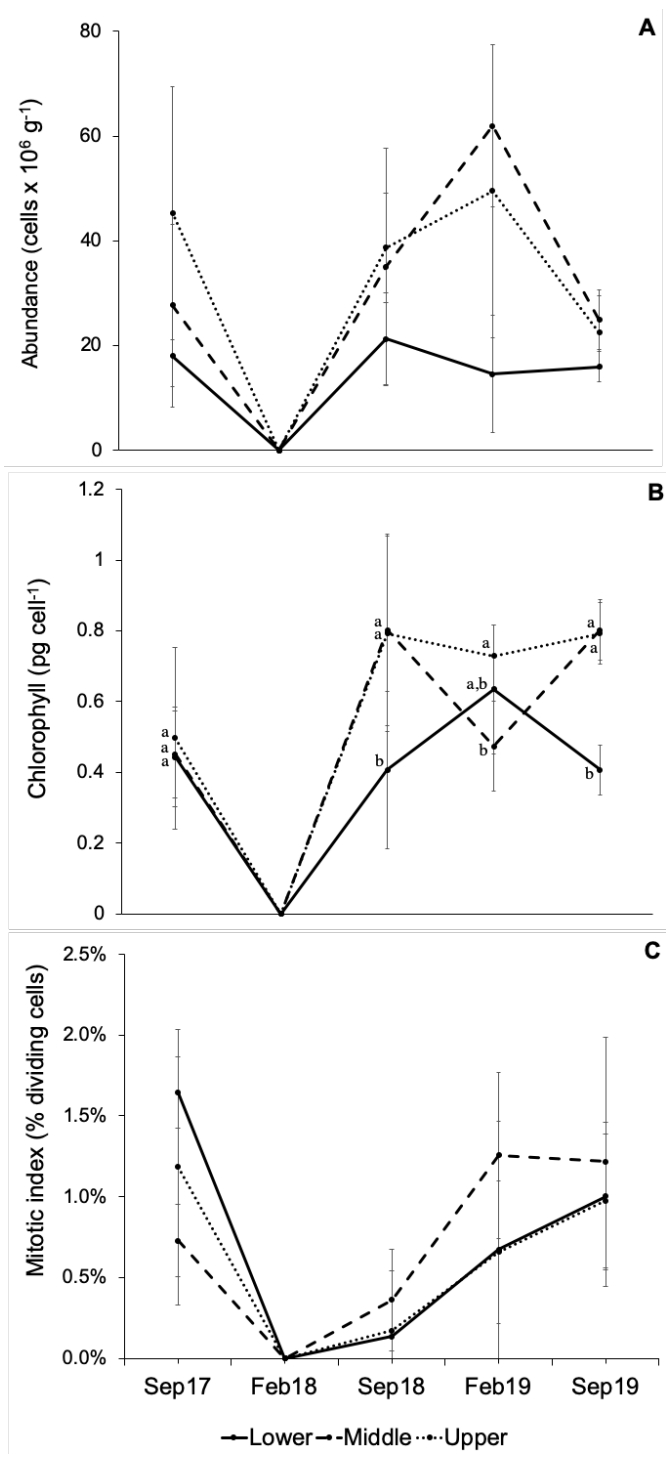 A
80
60
40
20
0
Abundance (cells x 10⁶ g⁻¹)
B
1.2
1
0.8
0.6
0.4
0.2
0
Chlorophyll (pg cell⁻¹)
a
a
a
a
a
b
a
a,b
b
a
a
b
C
2.5%
2.0%
1.5%
1.0%
0.5%
0.0%
Mitotic index (% dividing cells)
Sep17 Feb18 Sep18 Feb19 Sep19
Lower Middle Upper